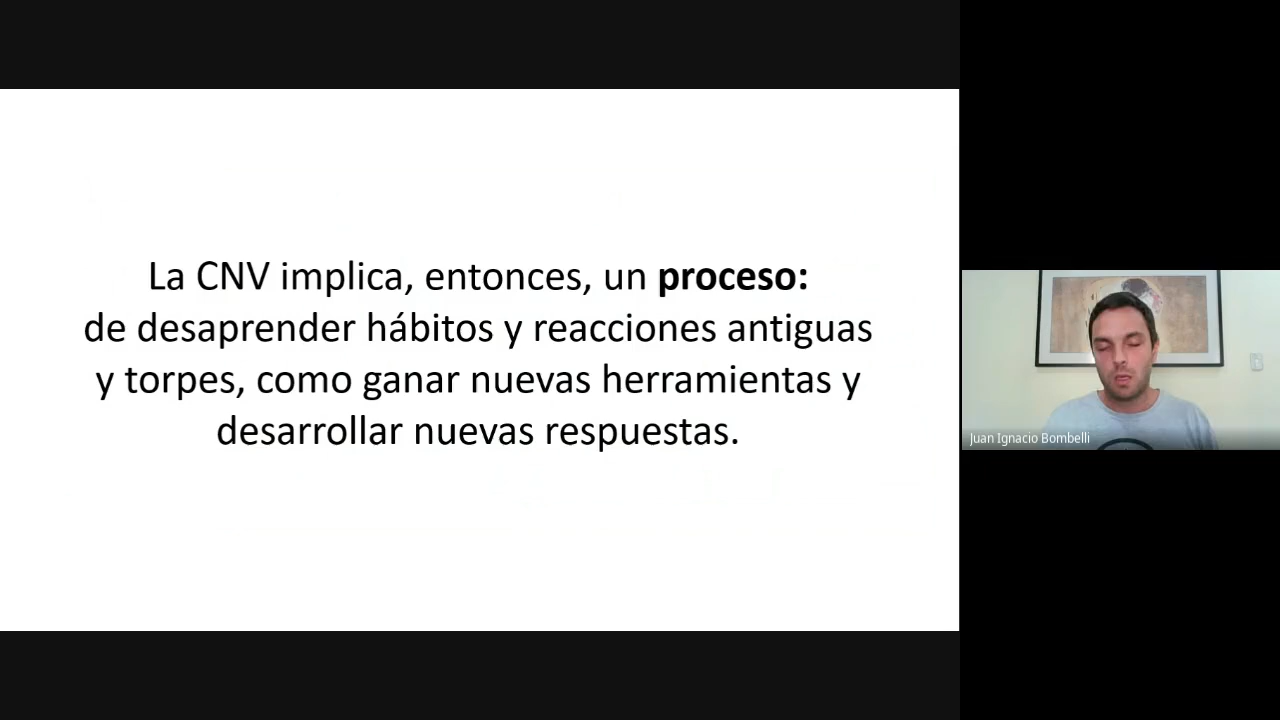 La CNV implica, entonces, un proceso:
de desaprender hábitos y reacciones antiguas
y torpes, como ganar nuevas herramientas y
desarrollar nuevas respuestas.
Juan Ignacio Bombelli